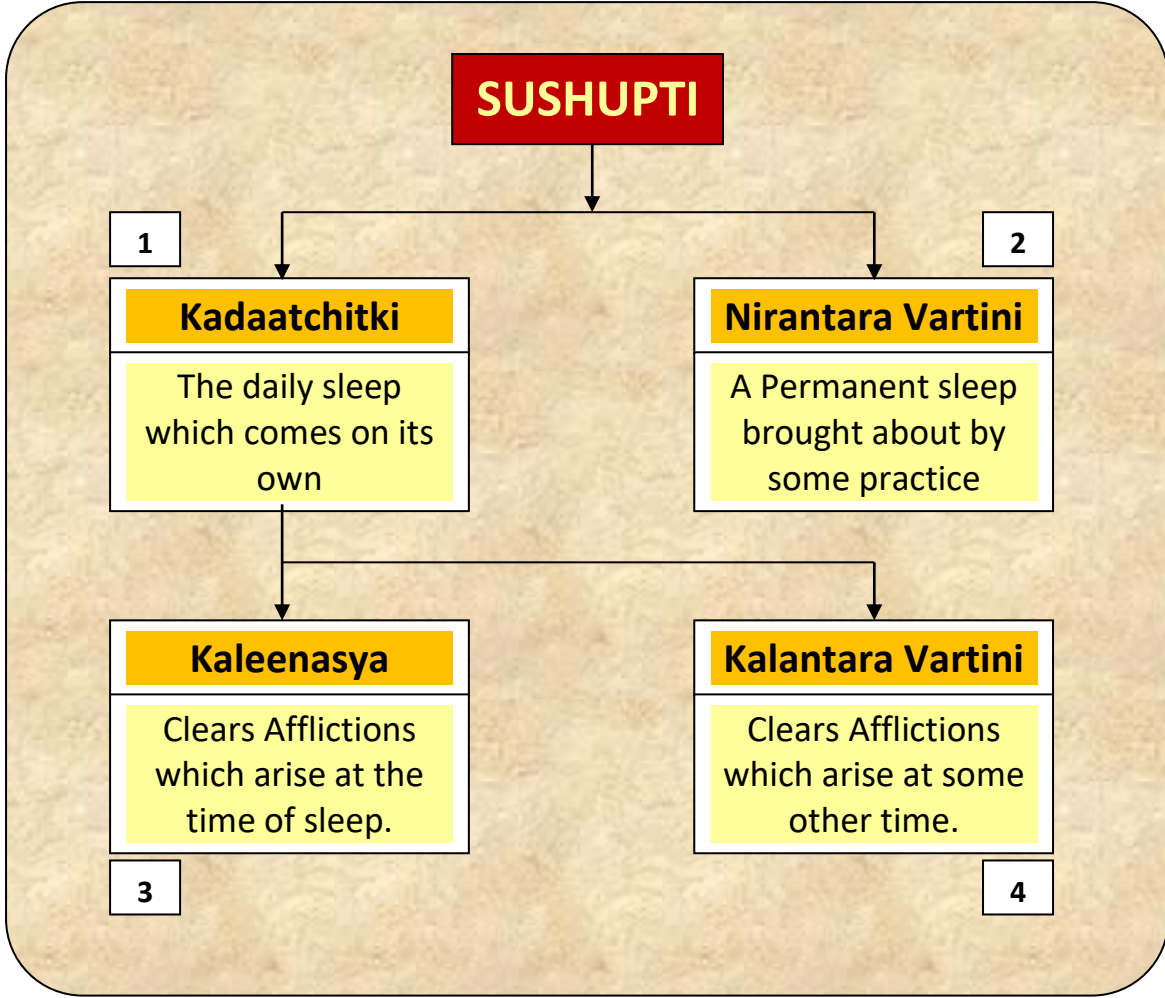 SUSHUPTI
1
Kadaatchitki
The daily sleep
which comes on its
own
2
Nirantara Vartini
A Permanent sleep
brought about by
some practice
Kaleenasya
Clears Afflictions
which arise at the
time of sleep.
3
Kalantara Vartini
Clears Afflictions
which arise at some
other time.
4